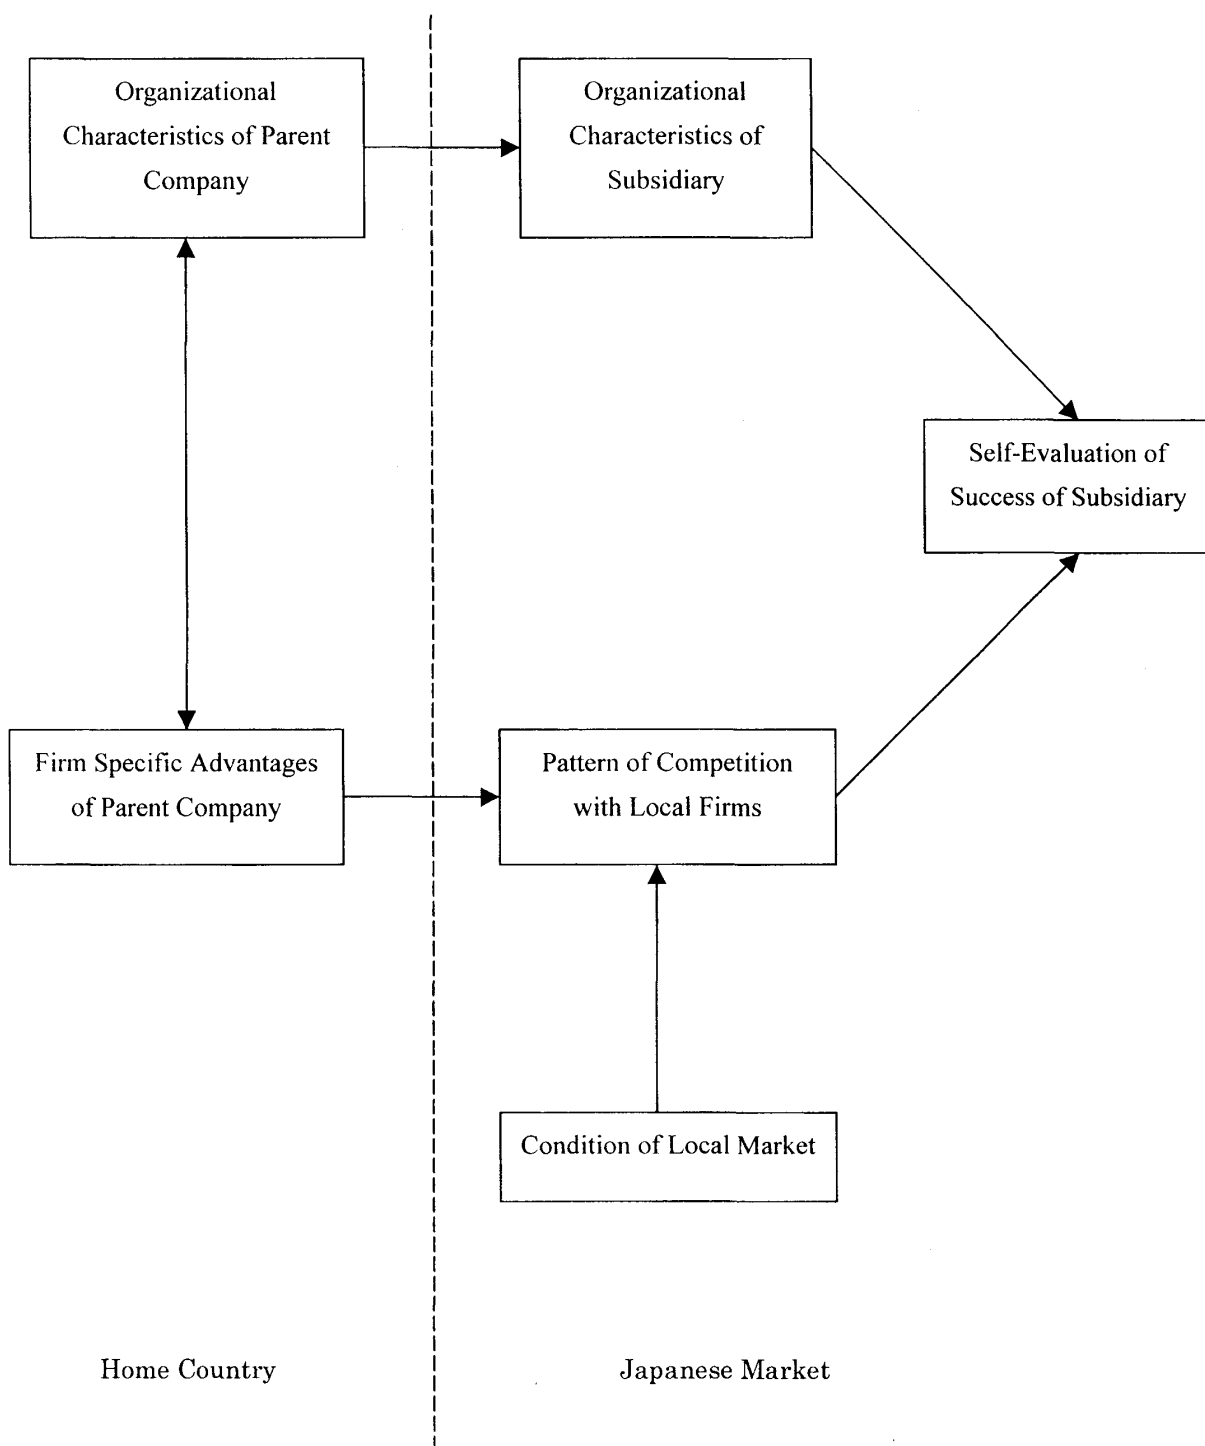 Organizational
Characteristics of Parent
Company
Organizational
Characteristics of
Subsidiary
Self-Evaluation of
Success of Subsidiary
Firm Specific Advantages
of Parent Company
Pattern of Competition
with Local Firms
Condition of Local Market
Home Country
Japanese Market